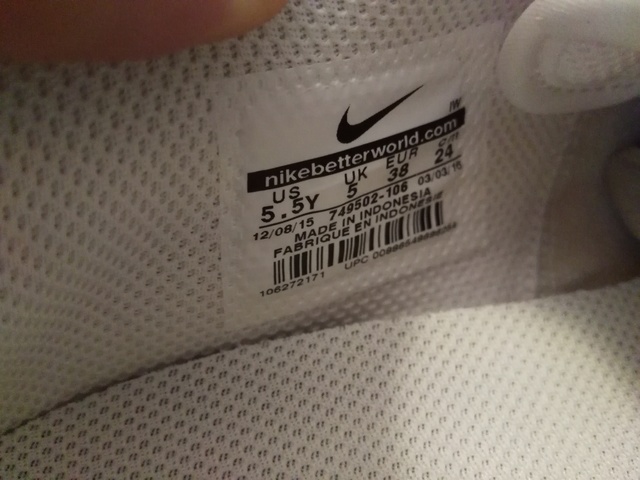 IW
nikebetterworld.com
US UK EUR cm
5.5Y 5 38 24
12/08/15 749502-106 03/03/16
MADE IN INDONESIA
FABRIQUE EN INDONESIE
106272171 UPC